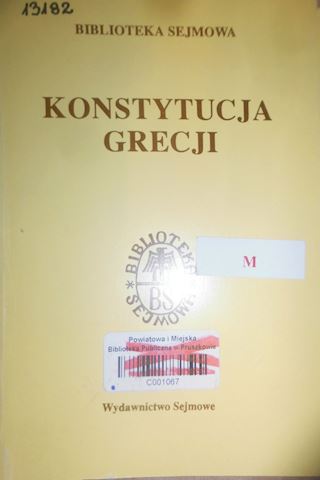 13182
BIBLIOTEKA SEJMOWA
KONSTYTUCJA
GRECJI
BIBLIOTEKA
BS
SEJMOWA
M
Powiatowa i Miejska
Biblioteka Publiczna w Pruszkowie
C001067
Wydawnictwo Sejmowe